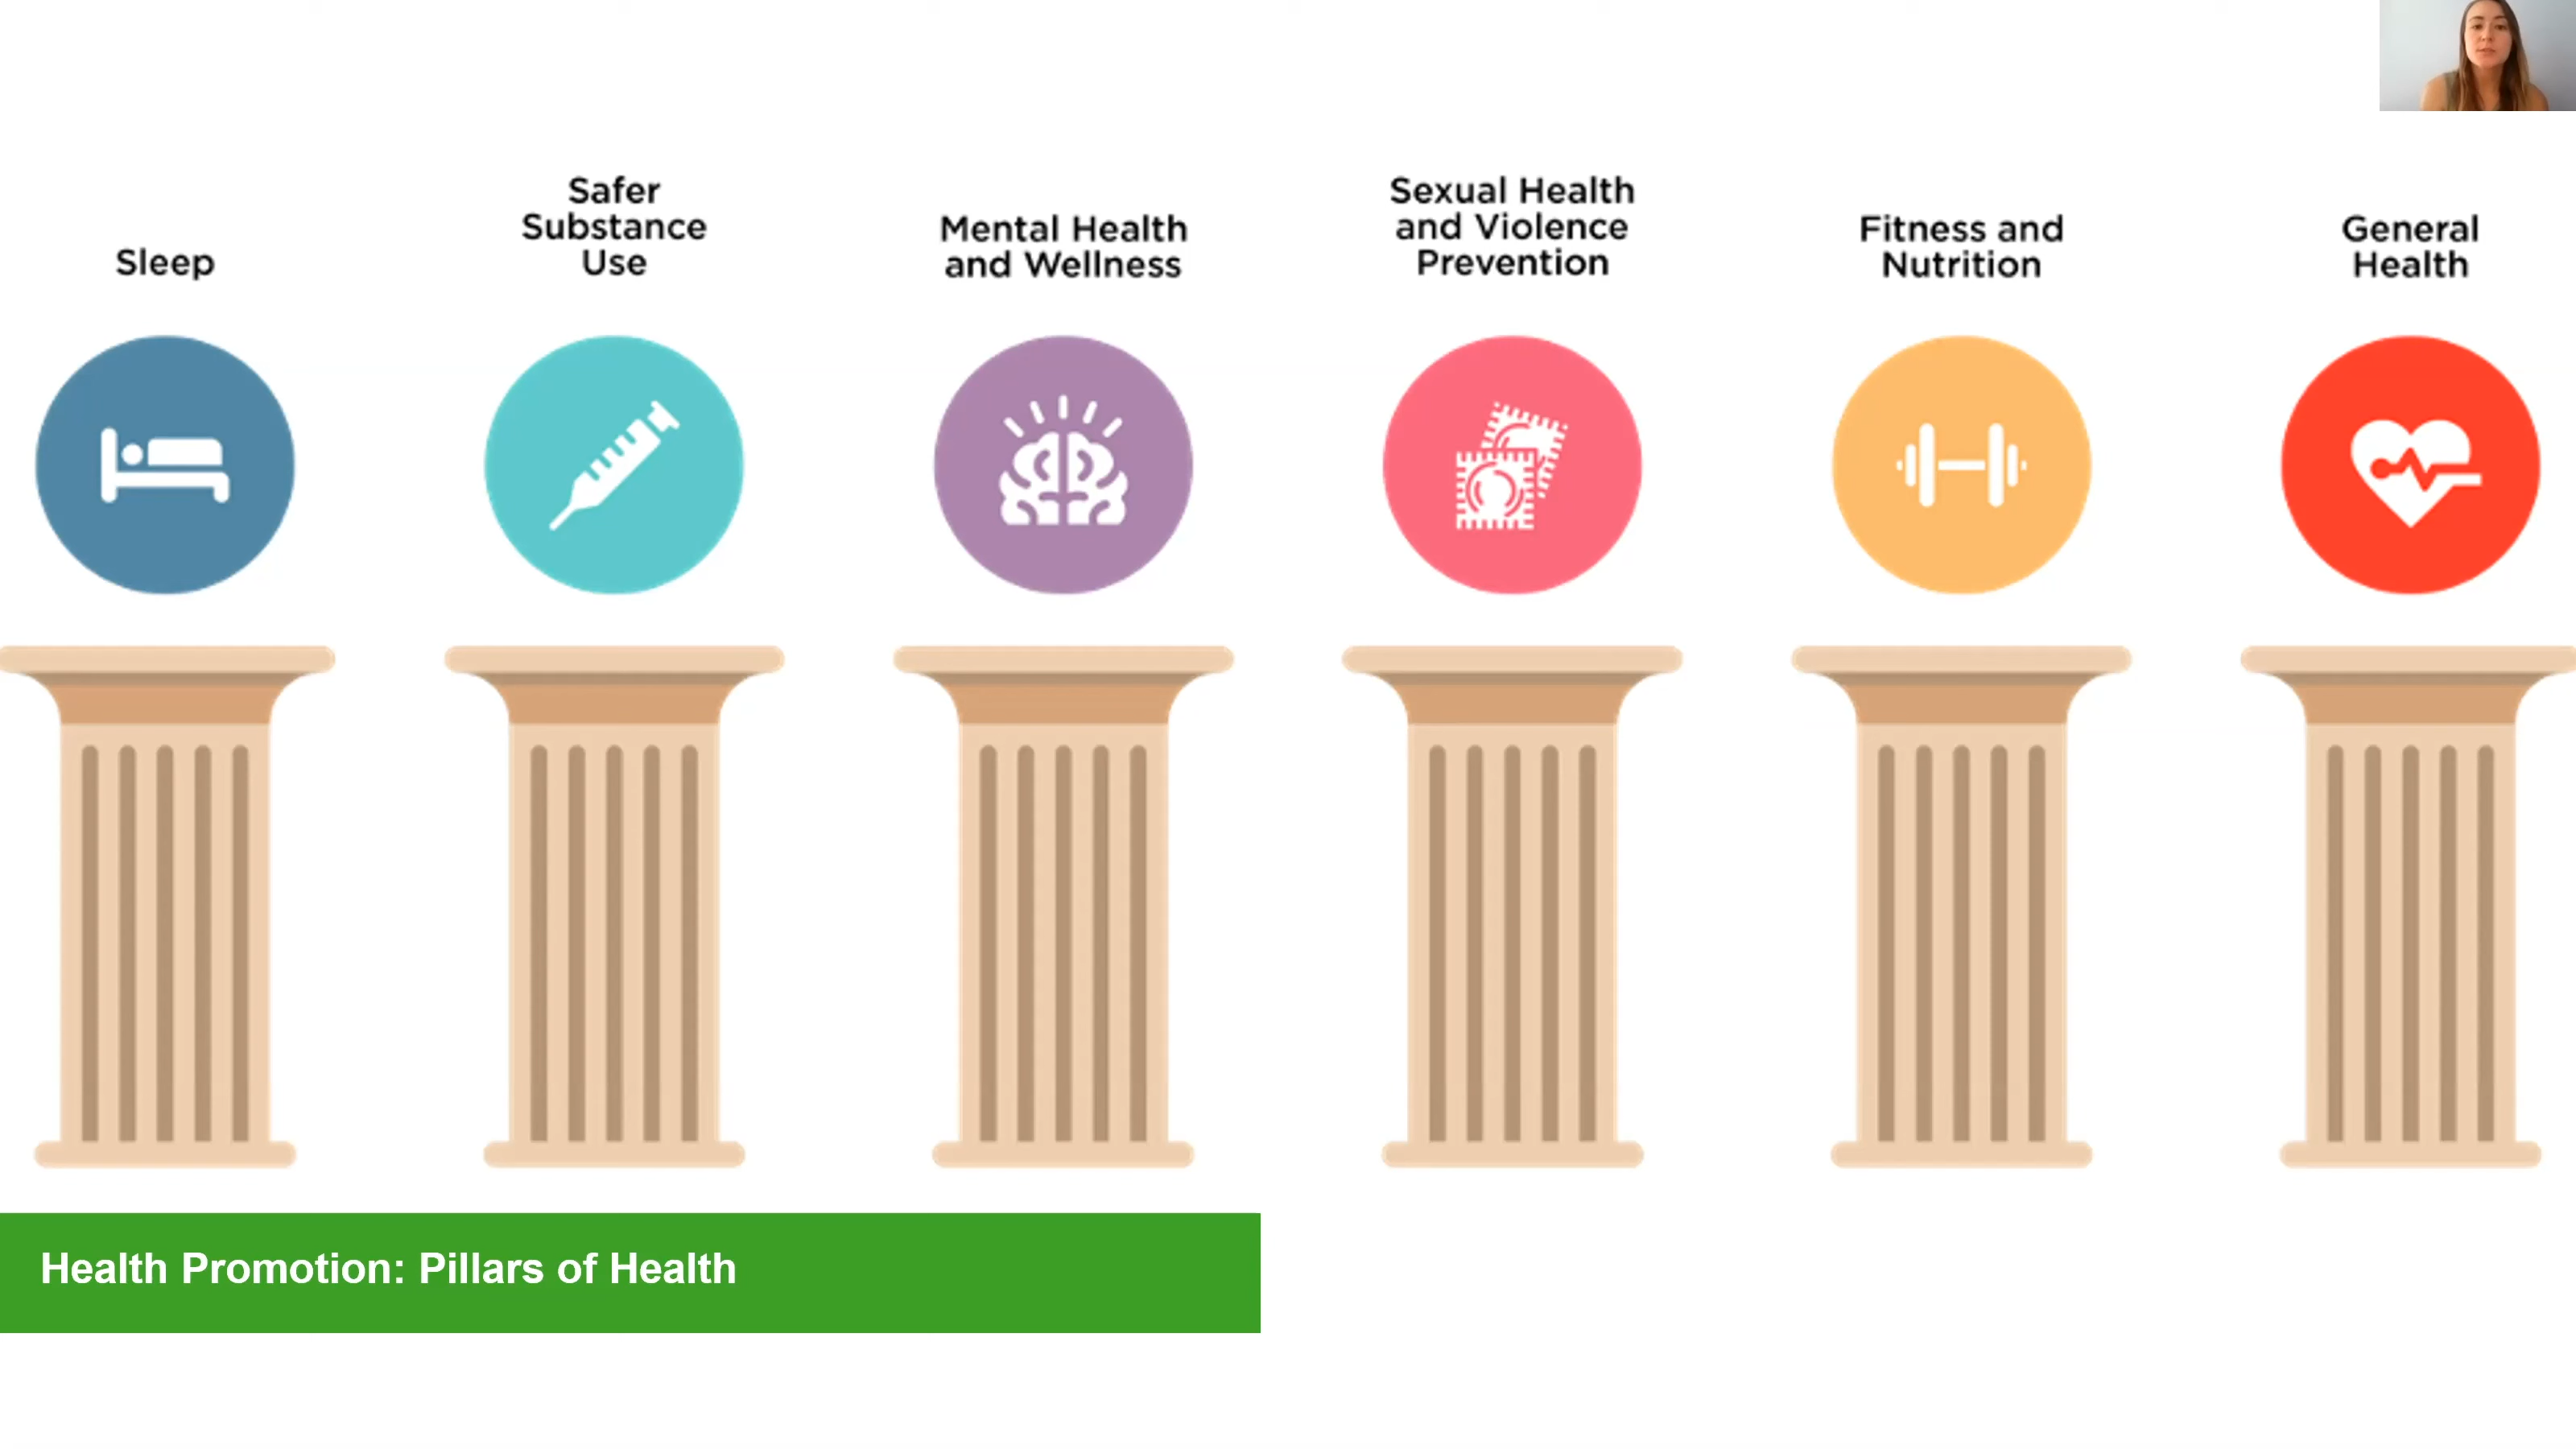 Sleep
Safer
Substance
Use
Mental Health
and Wellness
Sexual Health
and Violence
Prevention
Fitness and
Nutrition
General
Health
Health Promotion: Pillars of Health